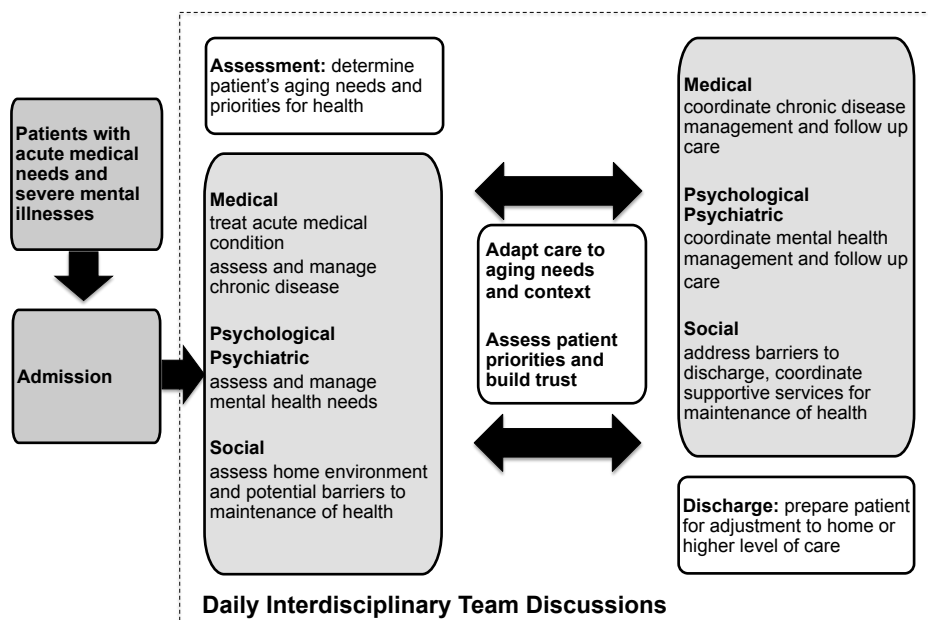 Patients with
acute medical
needs and
severe mental
illnesses
Admission
Assessment: determine
patient's aging needs and
priorities for health
Medical
treat acute medical
condition
assess and manage
chronic disease
Psychological
Psychiatric
assess and manage
mental health needs
Social
assess home environment
and potential barriers to
maintenance of health
Adapt care to
aging needs
and context
Assess patient
priorities and
build trust
Medical
coordinate chronic disease
management and follow up
care
Psychological
Psychiatric
coordinate mental health
management and follow up
care
Social
address barriers to
discharge, coordinate
supportive services for
maintenance of health
Discharge: prepare patient
for adjustment to home or
higher level of care
Daily Interdisciplinary Team Discussions